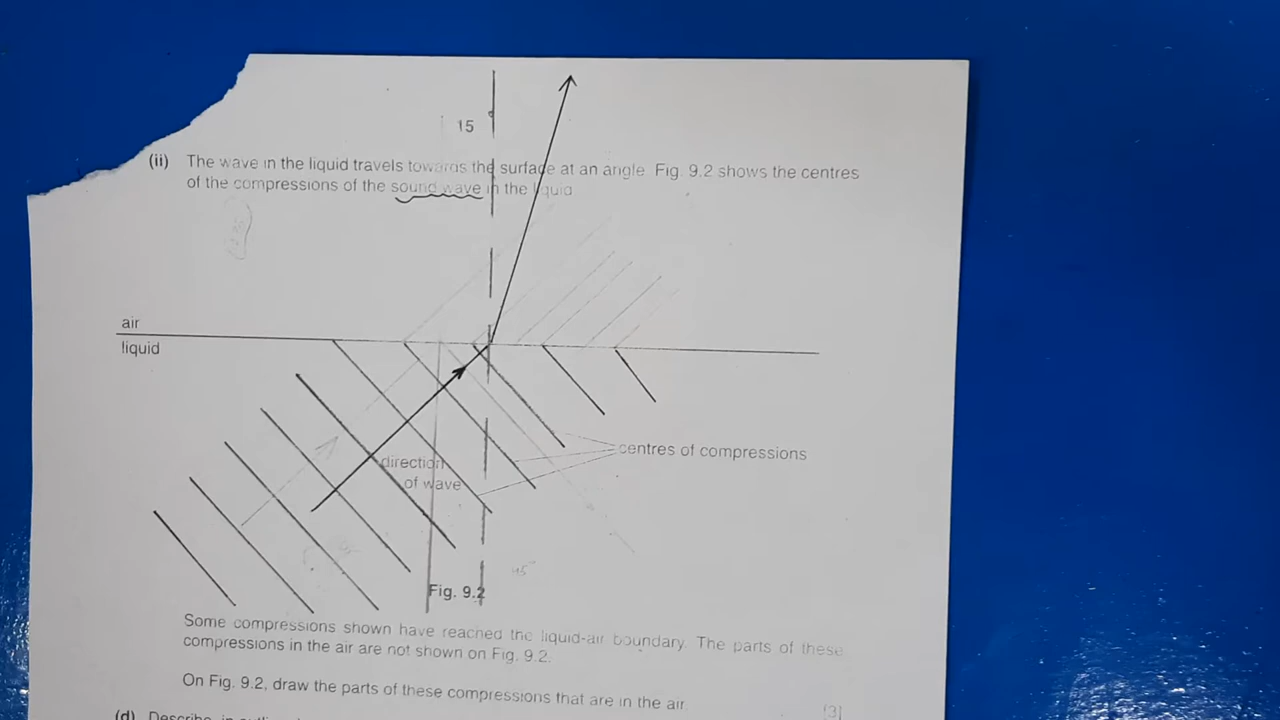 15
(ii) The wave in the liquid travels towards the surface at an angle. Fig. 9.2 shows the centres
of the compressions of the sound wave in the liquid
air
liquid
centres of compressions
direction
of wave
45°
Fig. 9.2
Some compressions shown have reached the liquid-air boundary. The parts of these
compressions in the air are not shown on Fig. 9.2.
On Fig. 9.2, draw the parts of these compressions that are in the air.
[3]
(d) Describe, in